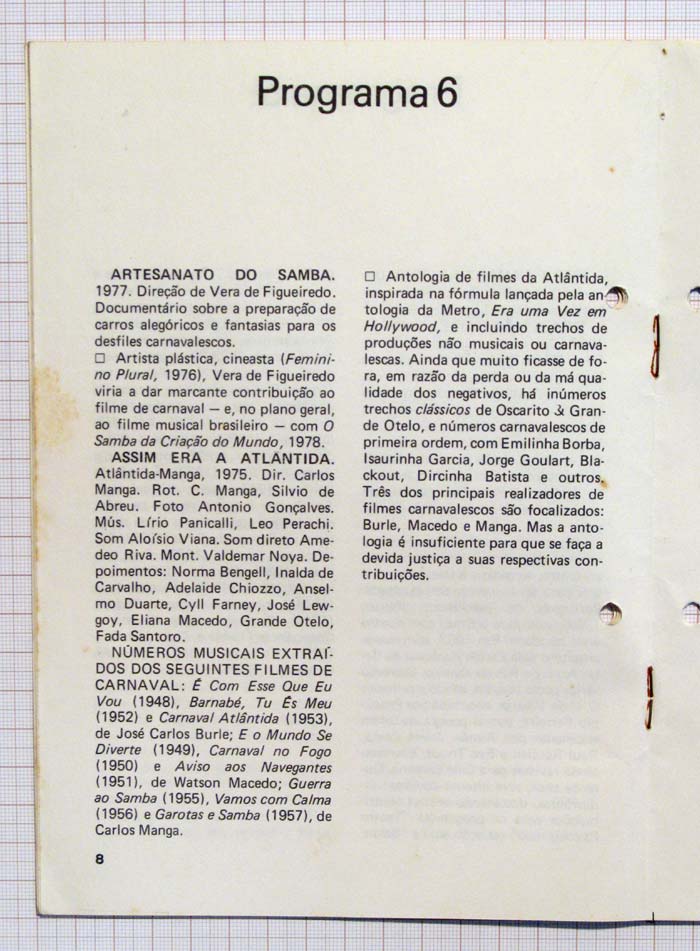 Programa 6
ARTESANATO DO SAMBA.
1977. Direção de Vera de Figueiredo.
Documentário sobre a preparação de
carros alegóricos e fantasias para os
desfiles carnavalescos.
□ Artista plástica, cineasta (Femini-
no Plural, 1976), Vera de Figueiredo
viria a dar marcante contribuição ao
filme de carnaval — e, no plano geral,
ao filme musical brasileiro — com O
Samba da Criação do Mundo, 1978.
ASSIM ERA A ATLÂNTIDA.
Atlântida-Manga, 1975. Dir. Carlos
Manga. Rot. C. Manga, Silvio de
Abreu. Foto Antonio Gonçalves.
Mús. Lírio Panicalli, Leo Perachi.
Som Aloísio Viana. Som direto Ame-
deo Riva. Mont. Valdemar Noya. De-
poimentos: Norma Bengell, Inalda de
Carvalho, Adelaide Chiozzo, Ansel-
mo Duarte, Cyll Farney, José Lew-
goy, Eliana Macedo, Grande Otelo,
Fada Santoro.
NÚMEROS MUSICAIS EXTRAÍ-
DOS DOS SEGUINTES FILMES DE
CARNAVAL: É Com Esse Que Eu
Vou (1948), Barnabé, Tu És Meu
(1952) e Carnaval Atlântida (1953),
de José Carlos Burle; E o Mundo Se
Diverte (1949), Carnaval no Fogo
(1950) e Aviso aos Navegantes
(1951), de Watson Macedo; Guerra
ao Samba (1955), Vamos com Calma
(1956) e Garotas e Samba (1957), de
Carlos Manga.
8
□ Antologia de filmes da Atlântida,
inspirada na fórmula lançada pela an-
tologia da Metro, Era uma Vez em
Hollywood, e incluindo trechos de
produções não musicais ou carnava-
lescas. Ainda que muito ficasse de fo-
ra, em razão da perda ou da má qua-
lidade dos negativos, há inúmeros
trechos clássicos de Oscarito & Gran-
de Otelo, e números carnavalescos de
primeira ordem, com Emilinha Borba,
Isaurinha Garcia, Jorge Goulart, Bla-
ckout, Dircinha Batista e outros.
Três dos principais realizadores de
filmes carnavalescos são focalizados:
Burle, Macedo e Manga. Mas a anto-
logia é insuficiente para que se faça a
devida justiça a suas respectivas con-
tribuições.